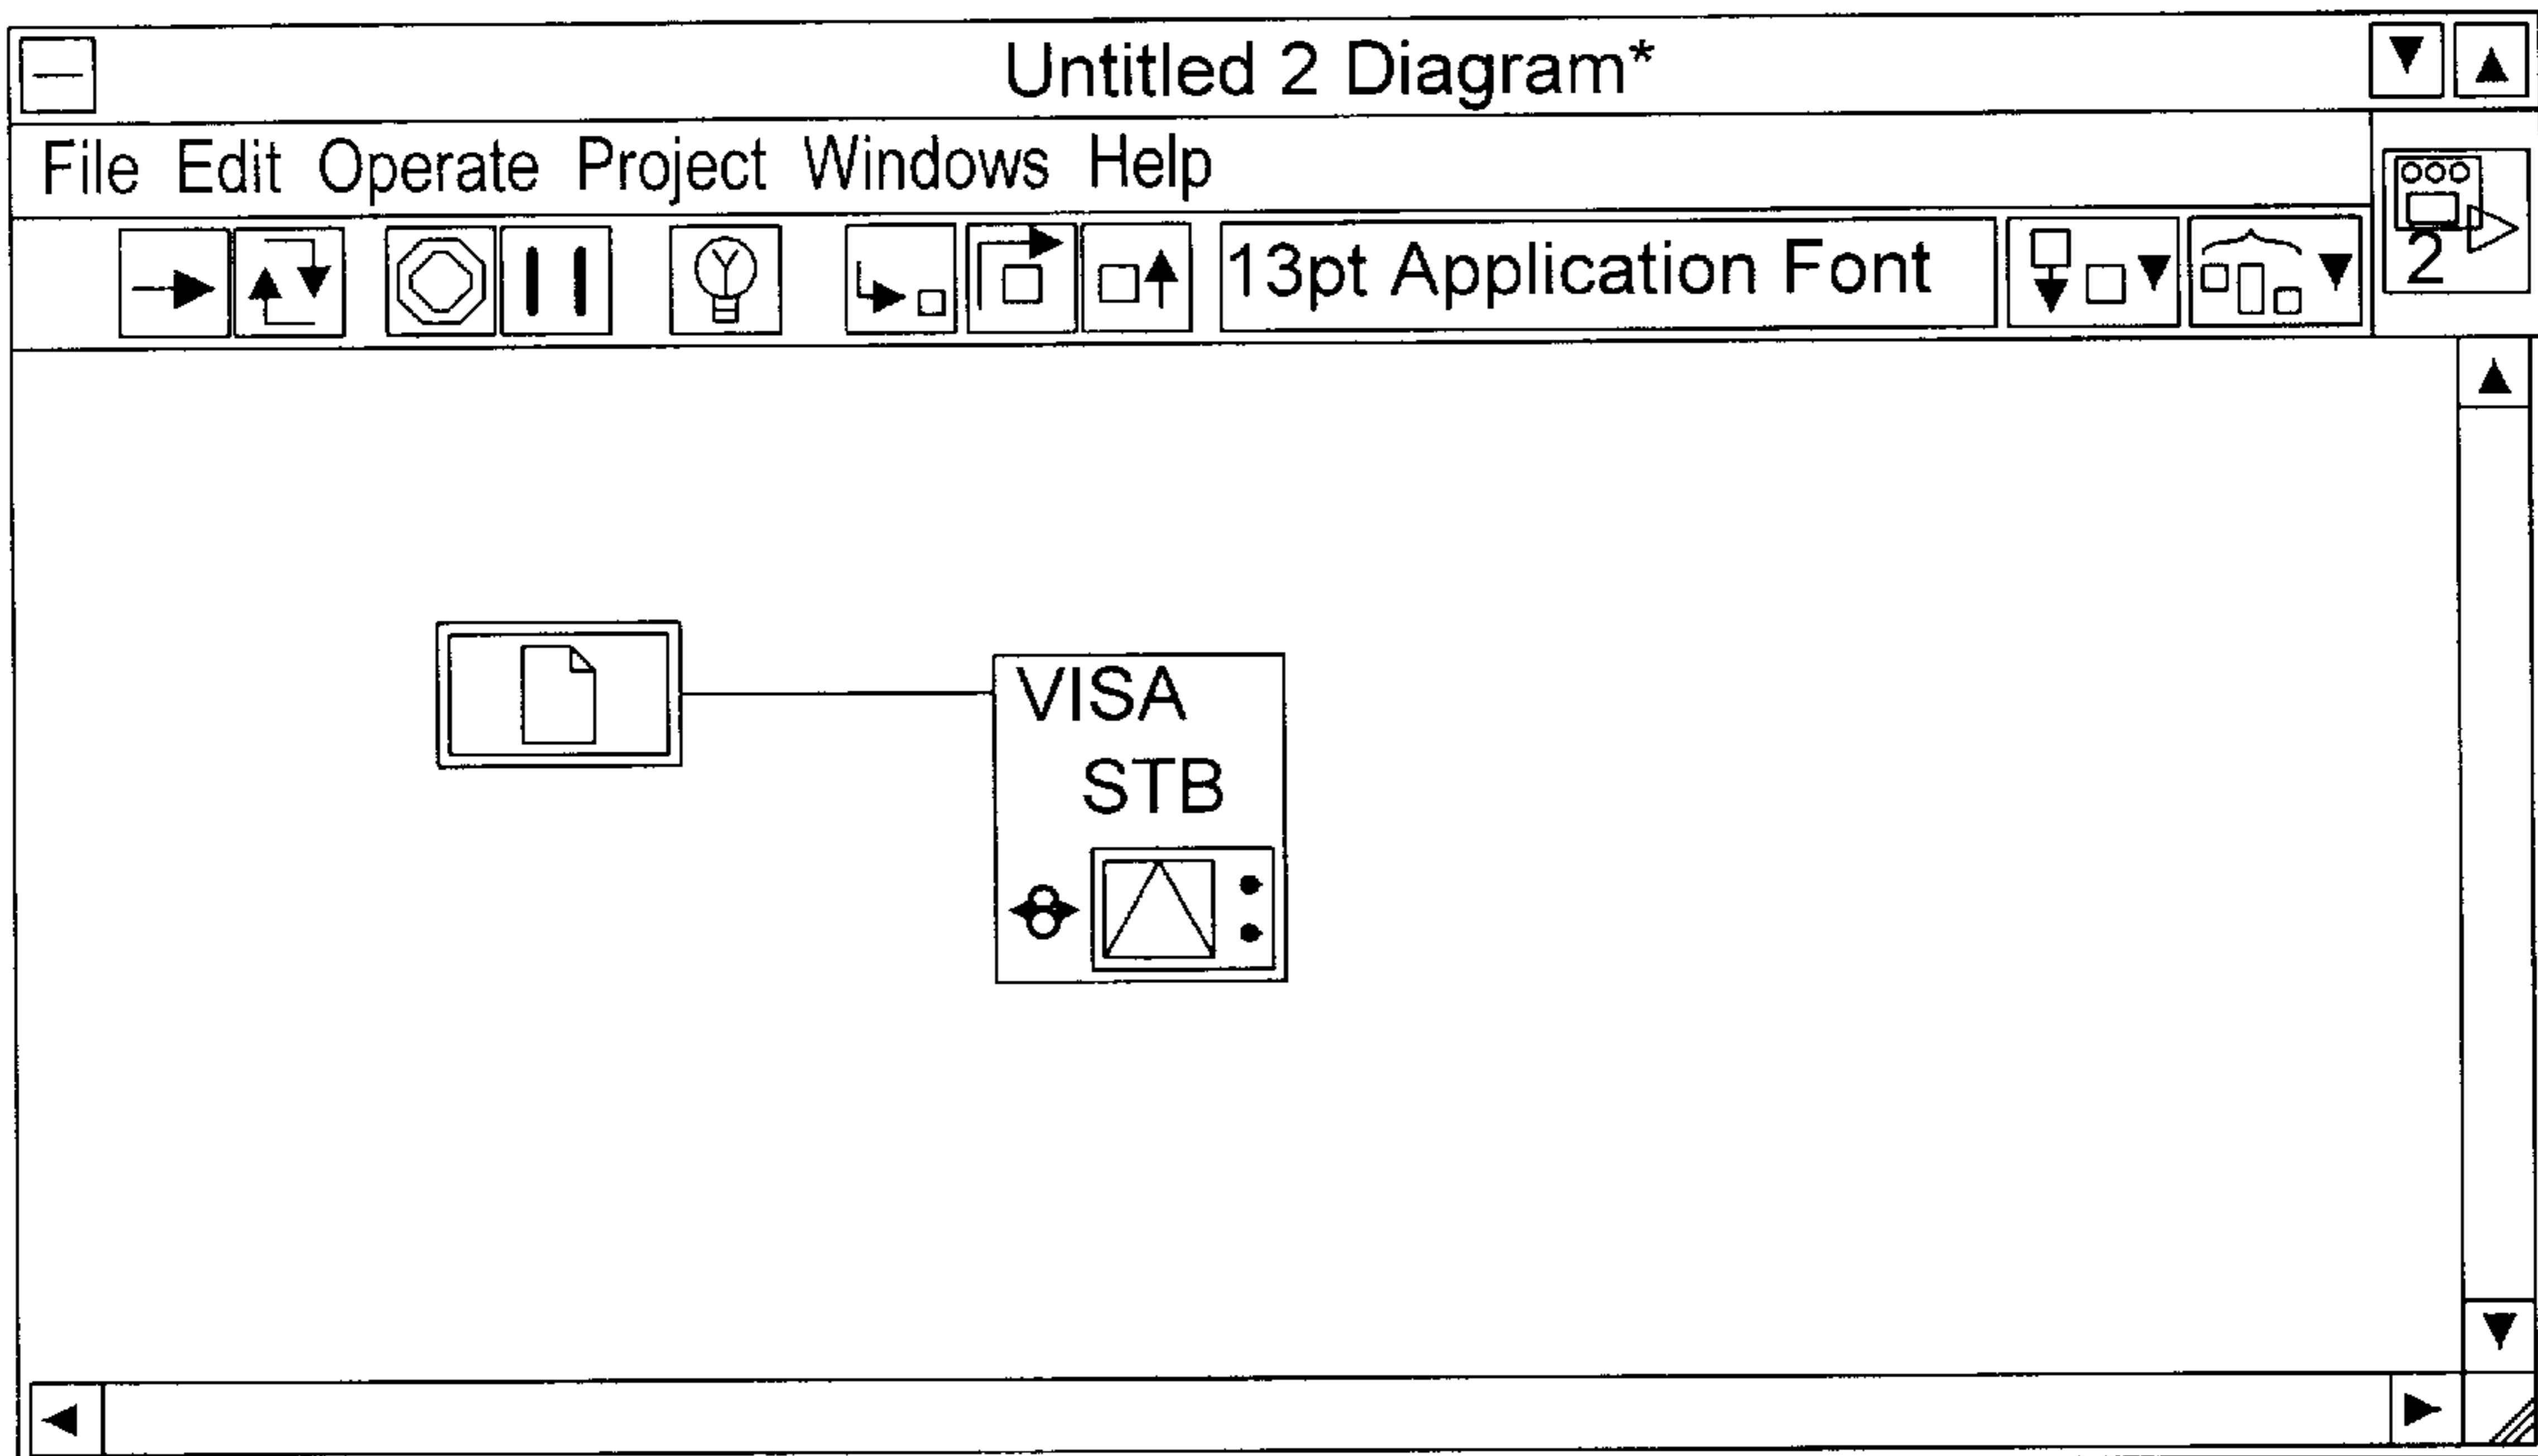 Untitled 2 Diagram*
File Edit Operate Project Windows Help
13pt Application Font
2
VISA
STB